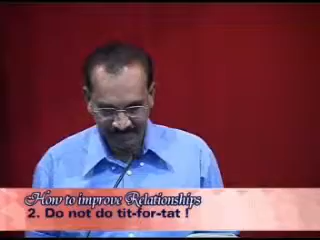 How to improve Relationships
2. Do not do tit-for-tat !